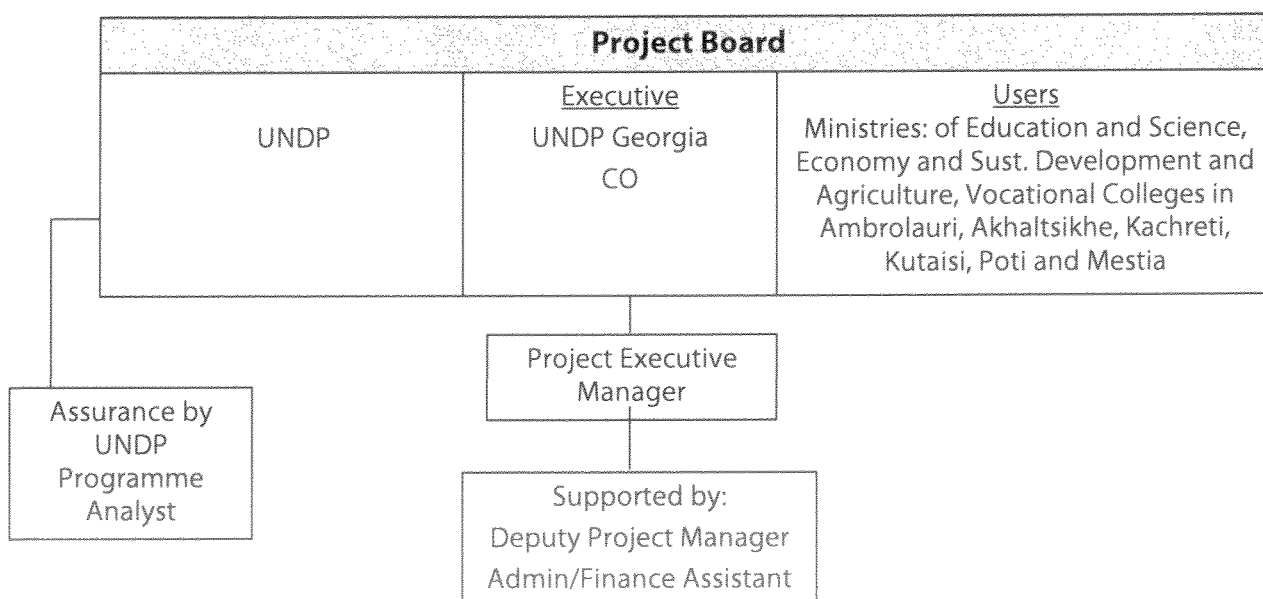 Project Board
UNDP
Executive
UNDP Georgia
CO
Users
Ministries: of Education and Science,
Economy and Sust. Development and
Agriculture, Vocational Colleges in
Ambrolauri, Akhaltsikhe, Kachreti,
Kutaisi, Poti and Mestia
Project Executive
Manager
Assurance by
UNDP
Programme
Analyst
Supported by:
Deputy Project Manager
Admin/Finance Assistant